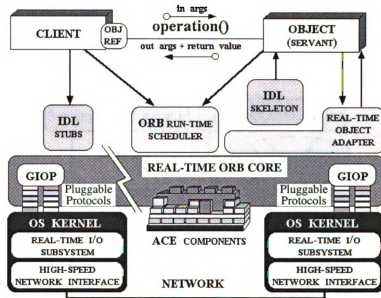 in args
CLIENT
OBJ
REF
operation()
OBJECT
(SERVANT)
out args + return value
IDL
STUBS
ORB RUN-TIME
SCHEDULER
IDL
SKELETON
REAL-TIME
OBJECT
ADAPTER
REAL-TIME ORB CORE
GIOP
GIOP
Pluggable
Protocols
Pluggable
Protocols
OS KERNEL
REAL-TIME I/O
SUBSYSTEM
HIGH-SPEED
NETWORK INTERFACE
ACE COMPONENTS
OS KERNEL
REAL-TIME I/O
SUBSYSTEM
HIGH-SPEED
NETWORK INTERFACE
NETWORK